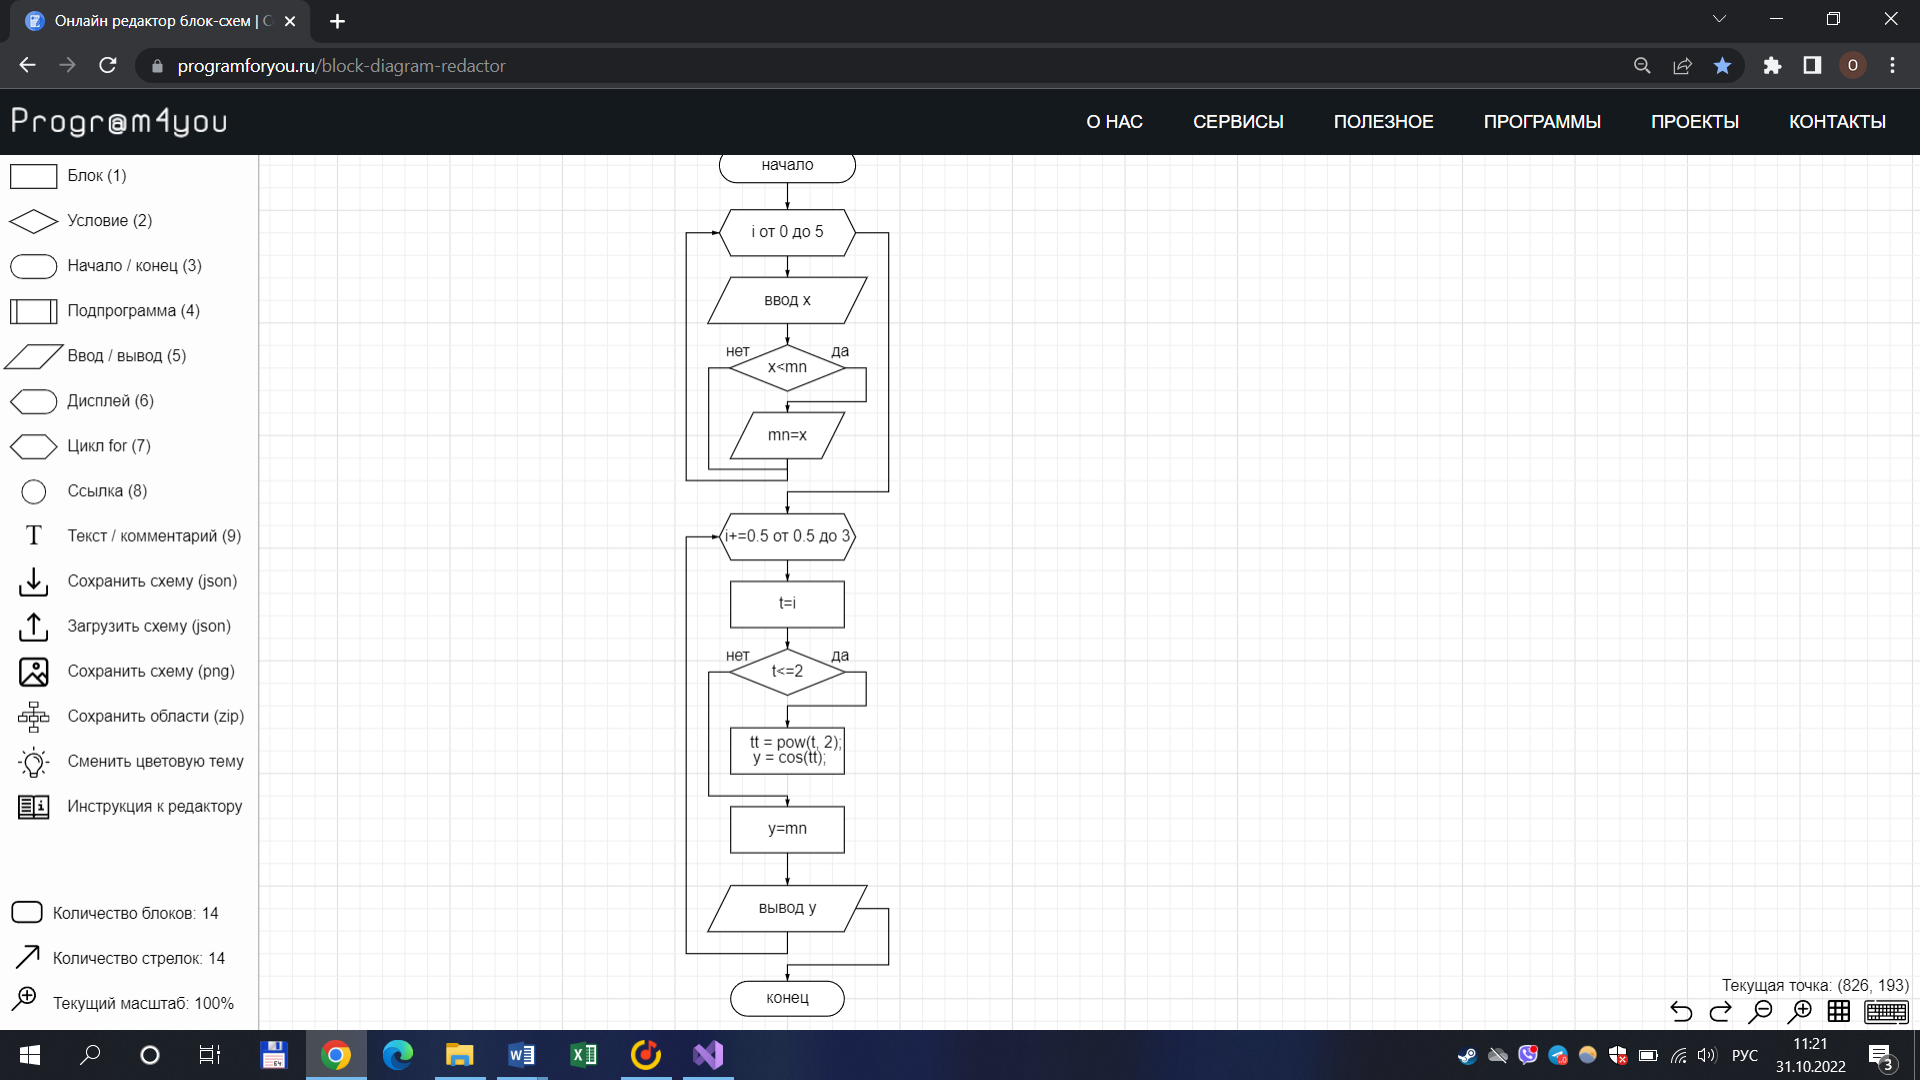 Онлайн редактор блок-схем | С
programforyou.ru/block-diagram-redactor
О
Progr@m4you
О НАС
СЕРВИСЫ
ПОЛЕЗНОЕ
ПРОГРАММЫ
ПРОЕКТЫ
КОНТАКТЫ
Блок (1)
Условие (2)
Начало / конец (3)
Подпрограмма (4)
Ввод / вывод (5)
Дисплей (6)
Цикл for (7)
Ссылка (8)
T
Текст / комментарий (9)
Сохранить схему (json)
Загрузить схему (json)
Сохранить схему (png)
Сохранить области (zip)
Сменить цветовую тему
Инструкция к редактору
Количество блоков: 14
Количество стрелок: 14
Текущий масштаб: 100%
начало
i от 0 до 5
ввод x
нет
да
x<mn
mn=x
i+=0.5 от 0.5 до 3
t=i
нет
да
t<=2
tt = pow(t, 2);
y = cos(tt);
y=mn
вывод y
конец
Текущая точка: (826, 193)
64
РУС
11:21
31.10.2022
3